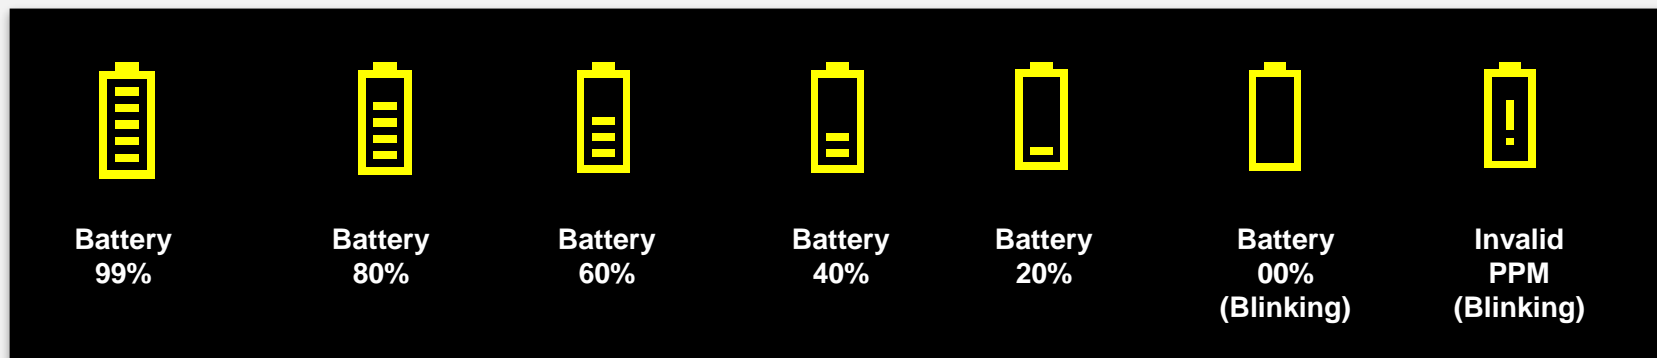 Battery
99%
Battery
80%
Battery
60%
Battery
40%
Battery
20%
Battery
00%
(Blinking)
Invalid
PPM
(Blinking)